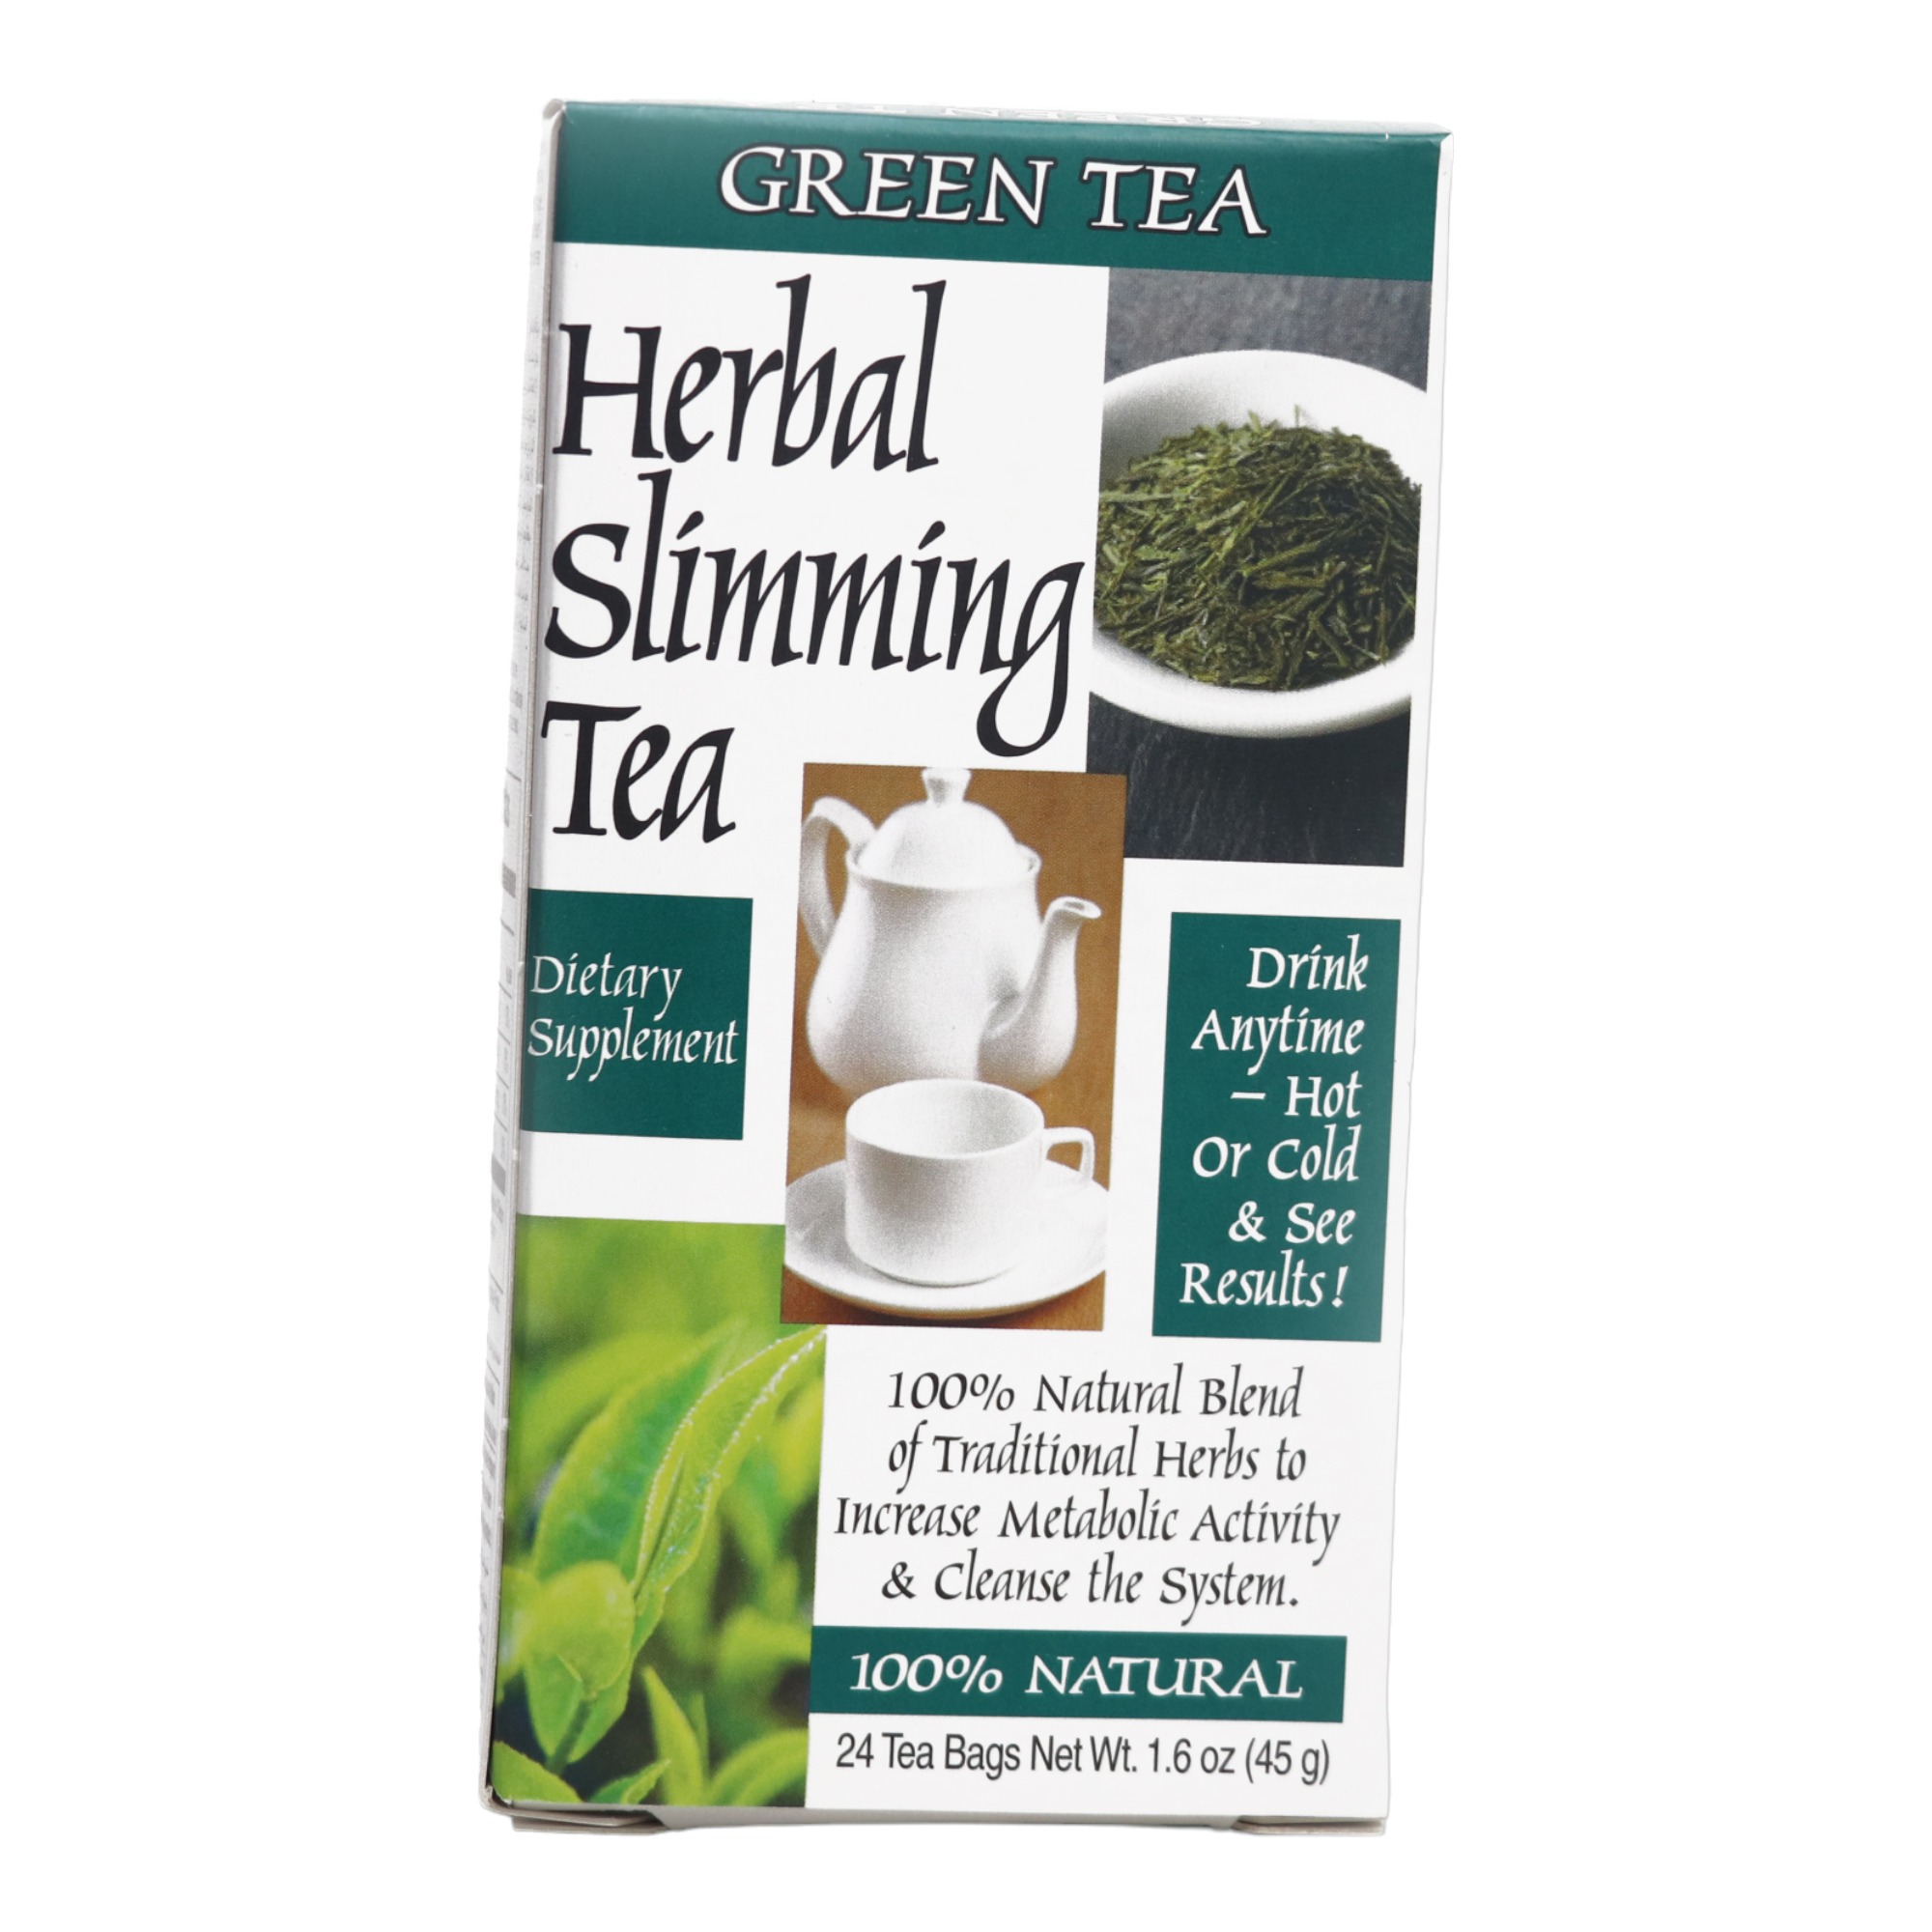 GREEN TEA
Herbal
Slimming
Tea
Dietary
Supplement
Drink
Anytime
– Hot
Or Cold
& See
Results!
100% Natural Blend
of Traditional Herbs to
Increase Metabolic Activity
& Cleanse the System.
100% NATURAL
24 Tea Bags Net Wt. 1.6 oz (45 g)